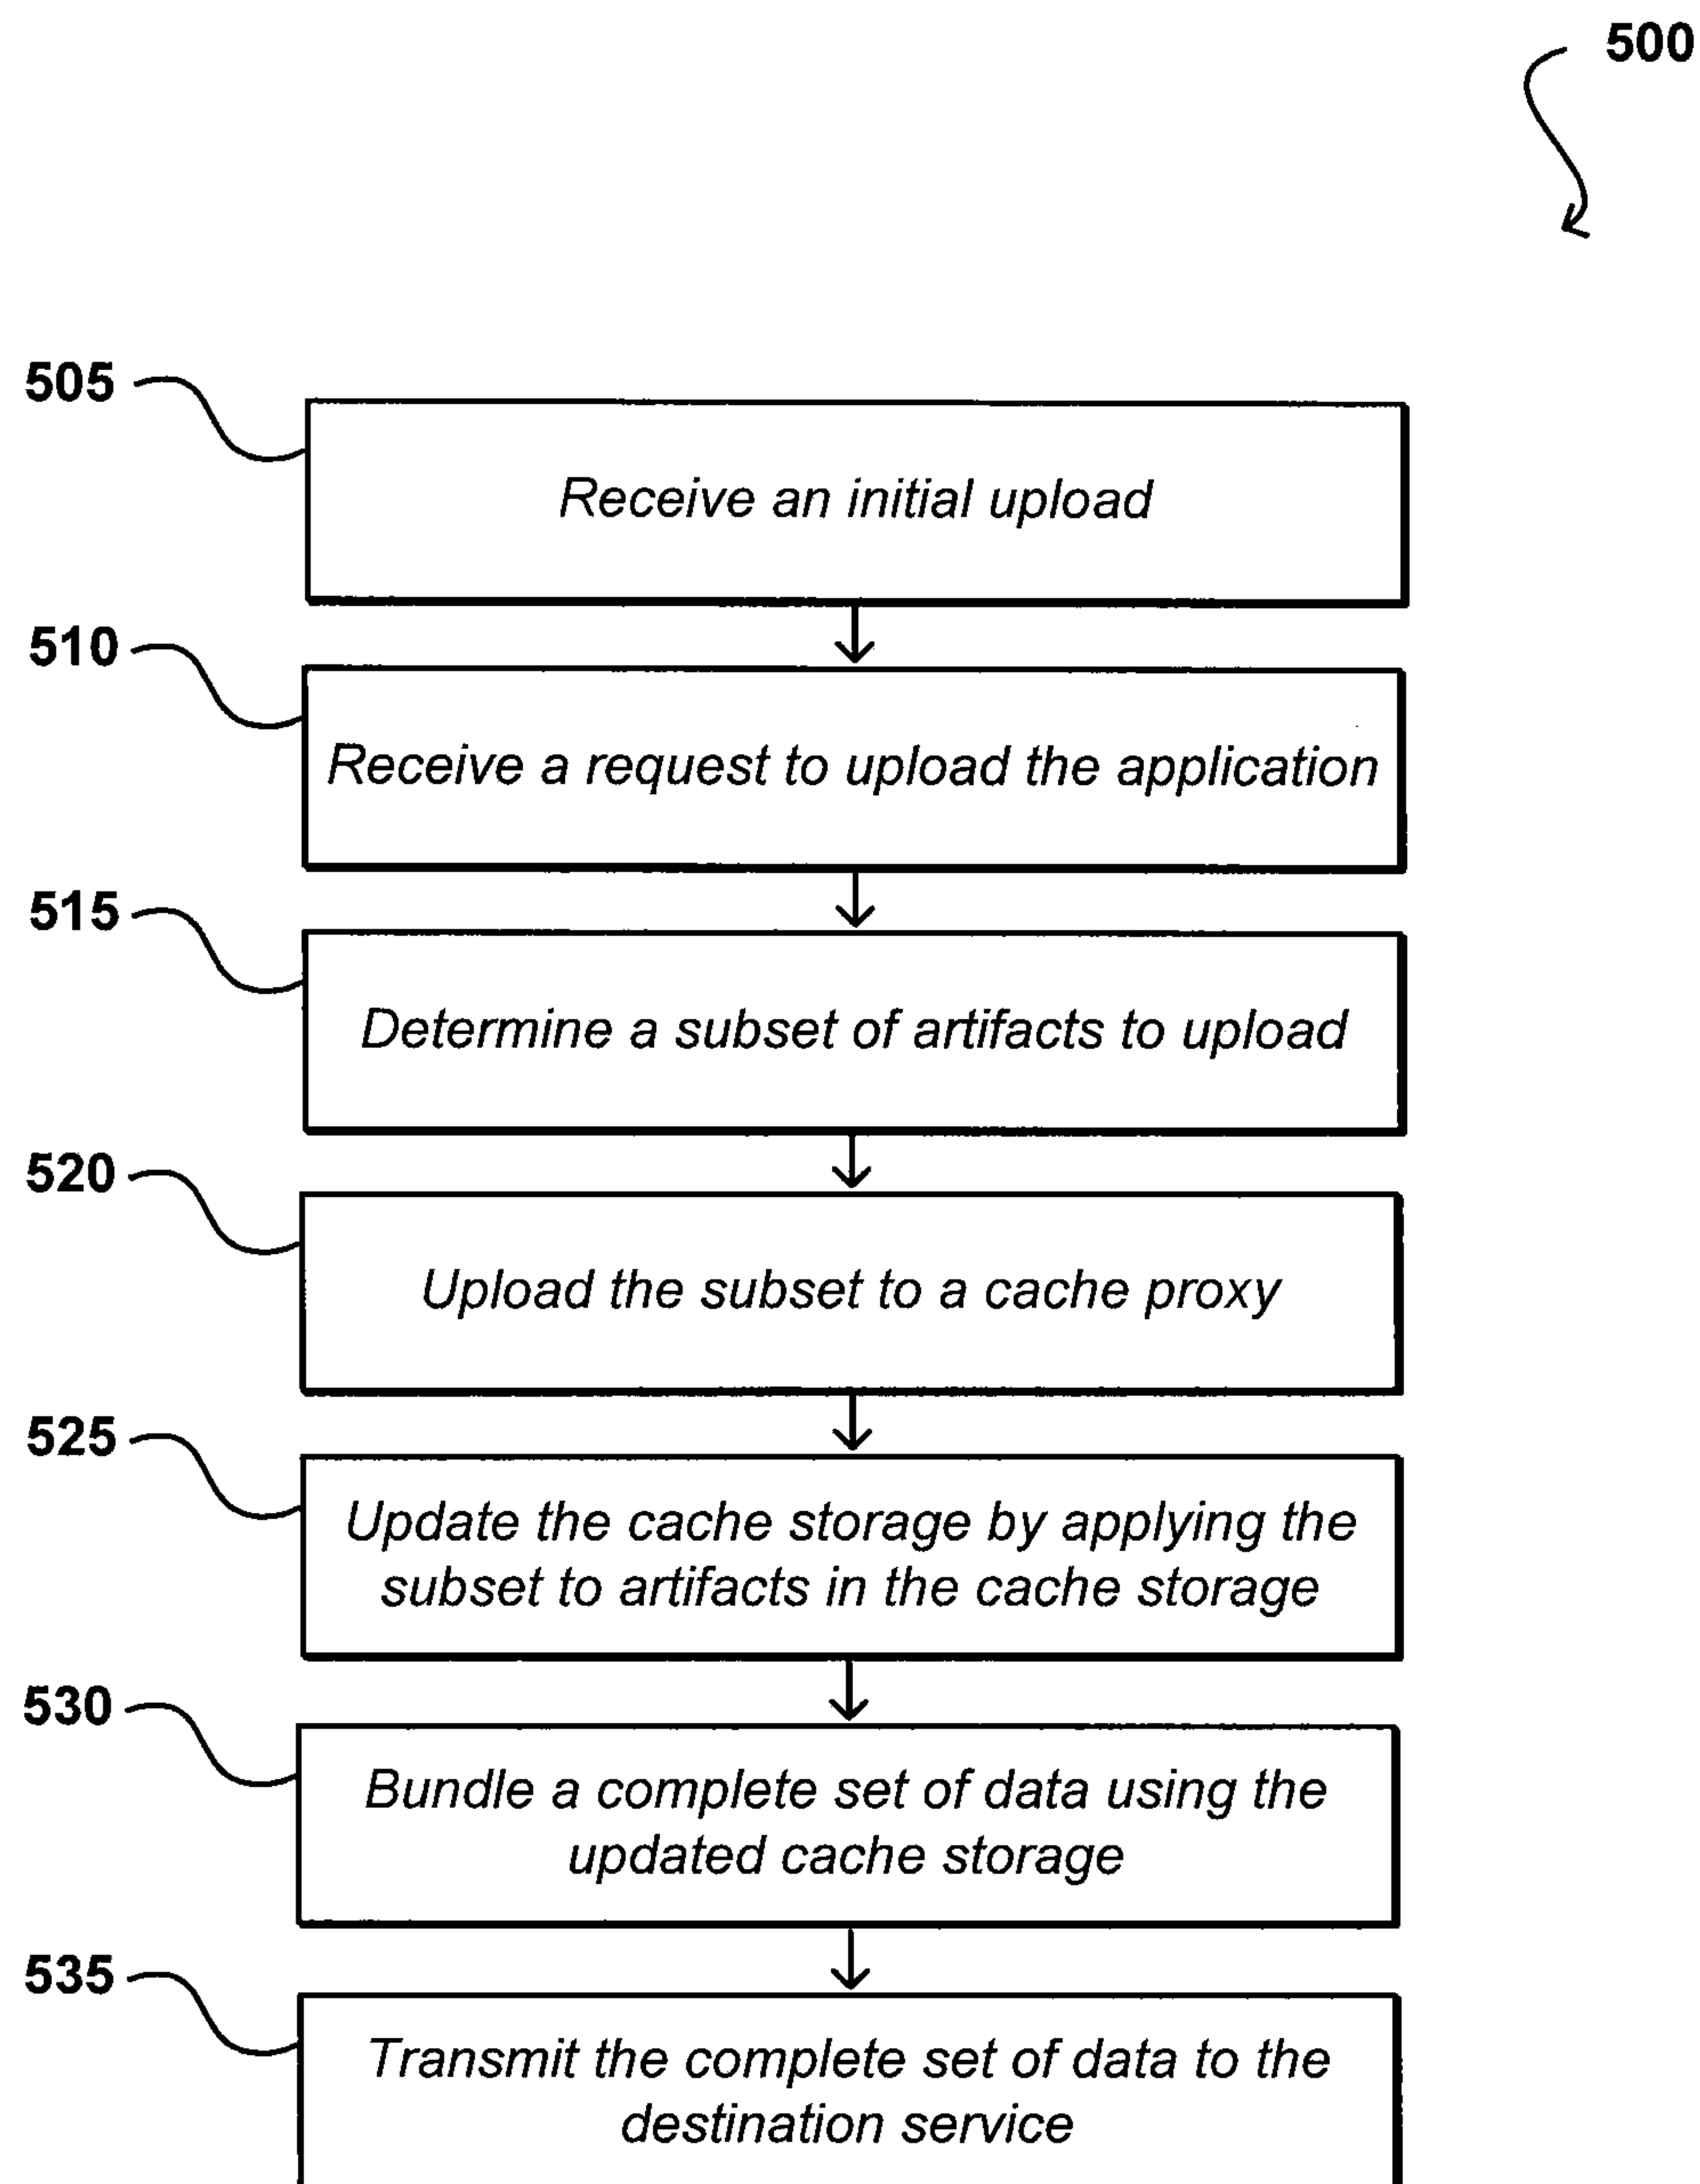 500
505
Receive an initial upload
510
Receive a request to upload the application
515
Determine a subset of artifacts to upload
520
Upload the subset to a cache proxy
525
Update the cache storage by applying the
subset to artifacts in the cache storage
530
Bundle a complete set of data using the
updated cache storage
535
Transmit the complete set of data to the
destination service